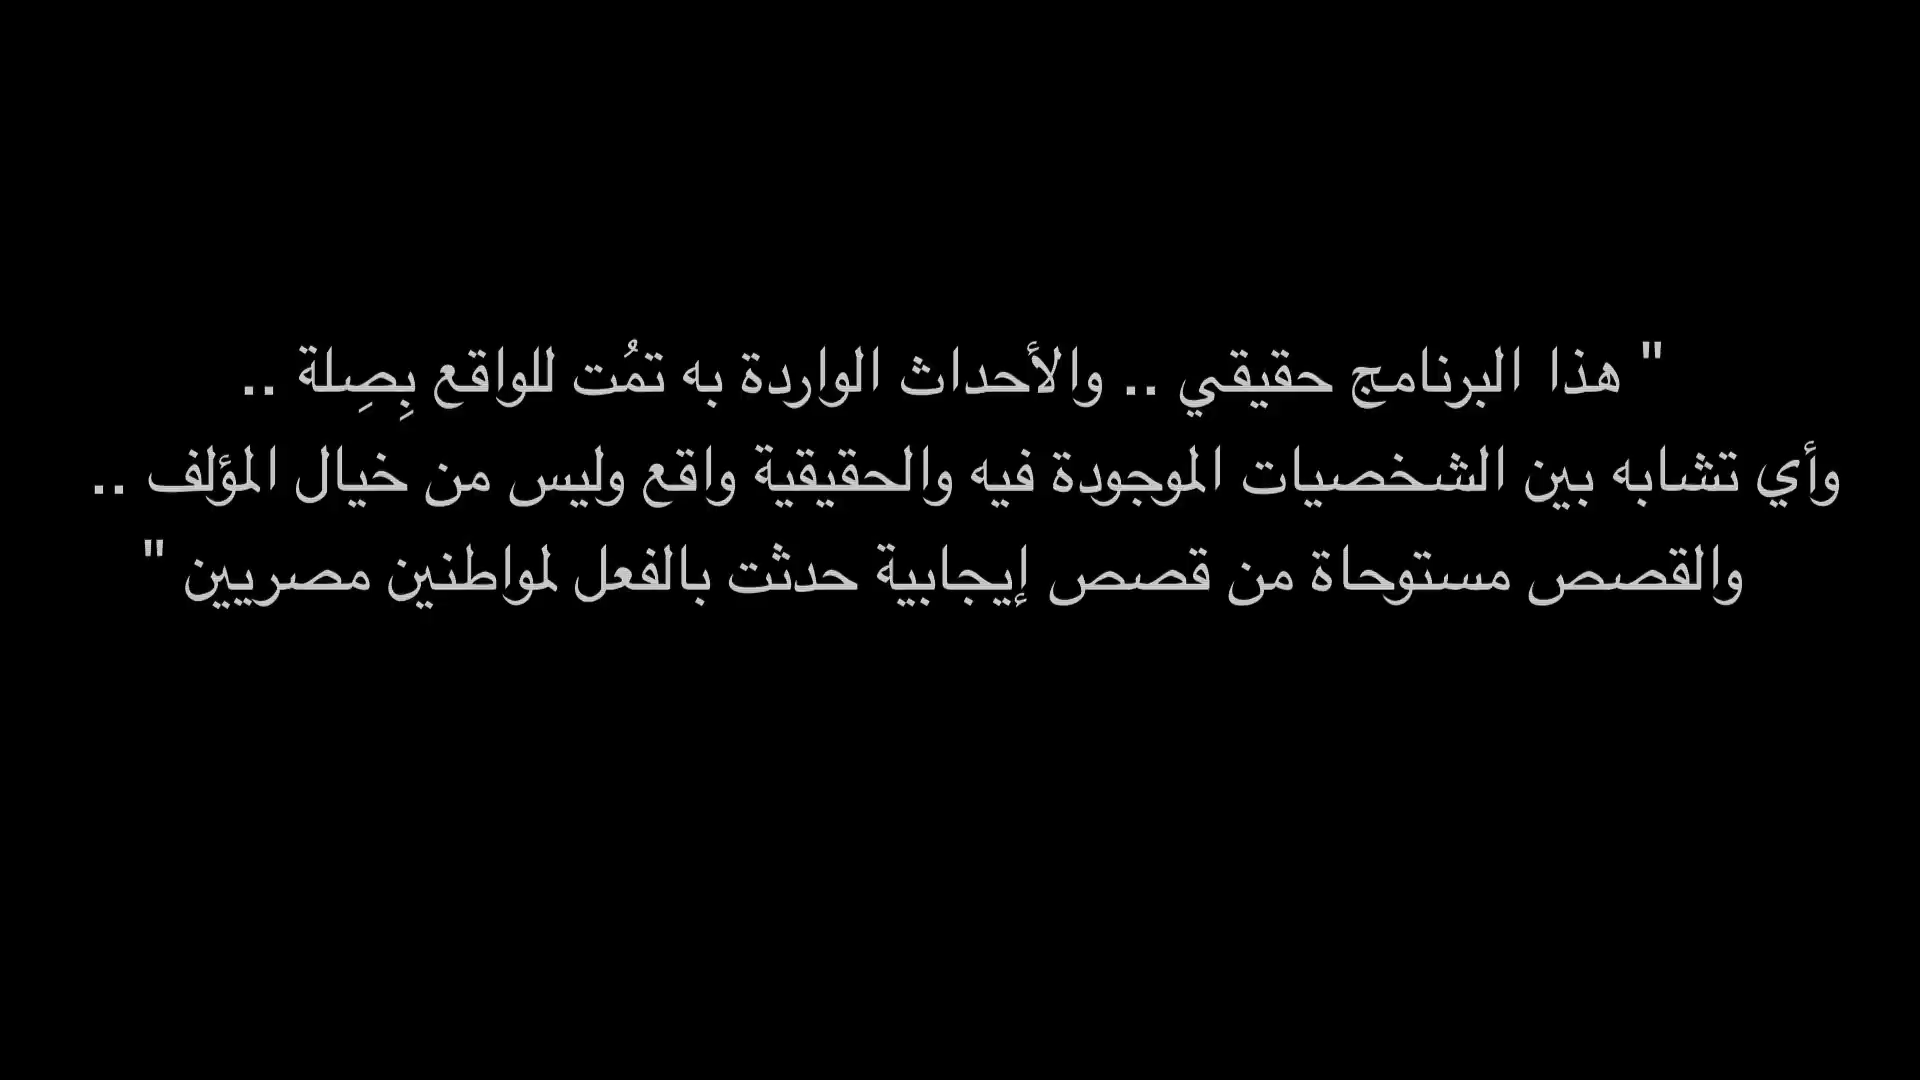 " هذا البرنامج حقيقي .. والأحداث الواردة به تمُت للواقع بِصِلة ..
وأي تشابه بين الشخصيات الموجودة فيه والحقيقية واقع وليس من خيال المؤلف ..
والقصص مستوحاة من قصص إيجابية حدثت بالفعل لمواطنين مصريين "